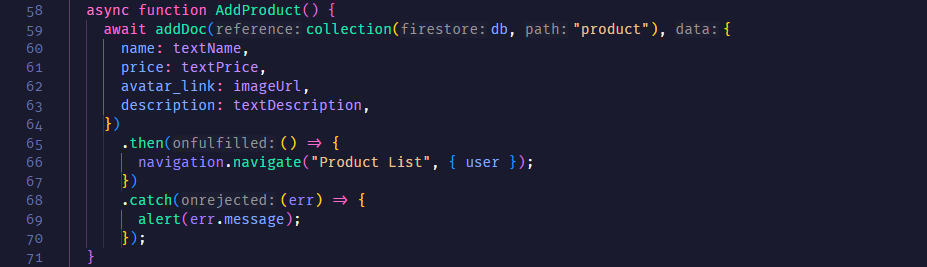 58 async function AddProduct() {
59 await addDoc(reference: collection(firestore: db, path: "product"), data: {
60 name: textName,
61 price: textPrice,
62 avatar_link: imageUrl,
63 description: textDescription,
64 })
65 .then(onfulfilled: () => {
66 navigation.navigate("Product List", { user });
67 })
68 .catch(onrejected: (err) => {
69 alert(err.message);
70 });
71 }